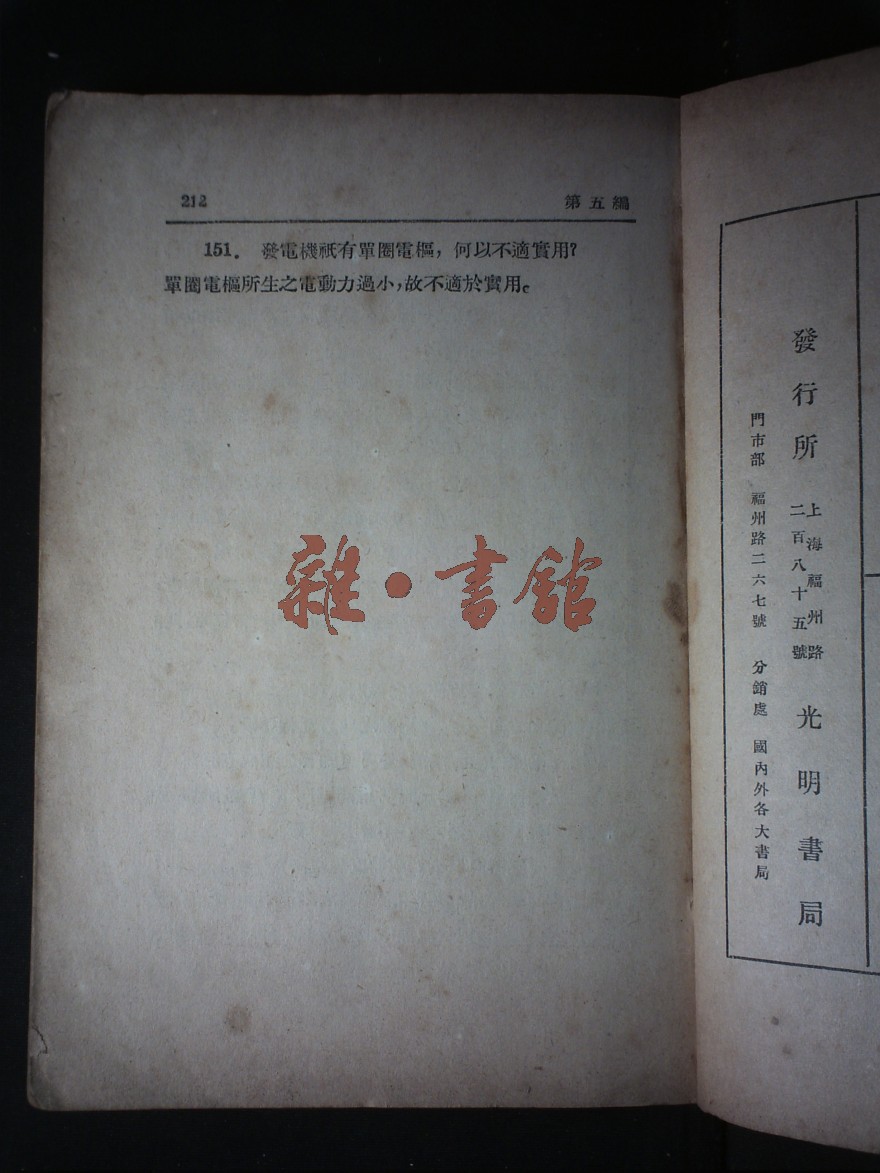 212 第五編
151. 發電機祇有單圈電樞，何以不適實用？
單圈電樞所生之電動力過小，故不適於實用。
雜·書館
發行所 上海福州路二百八十五號 光明書局
門市部 福州路二六七號 分銷處 國內外各大書局